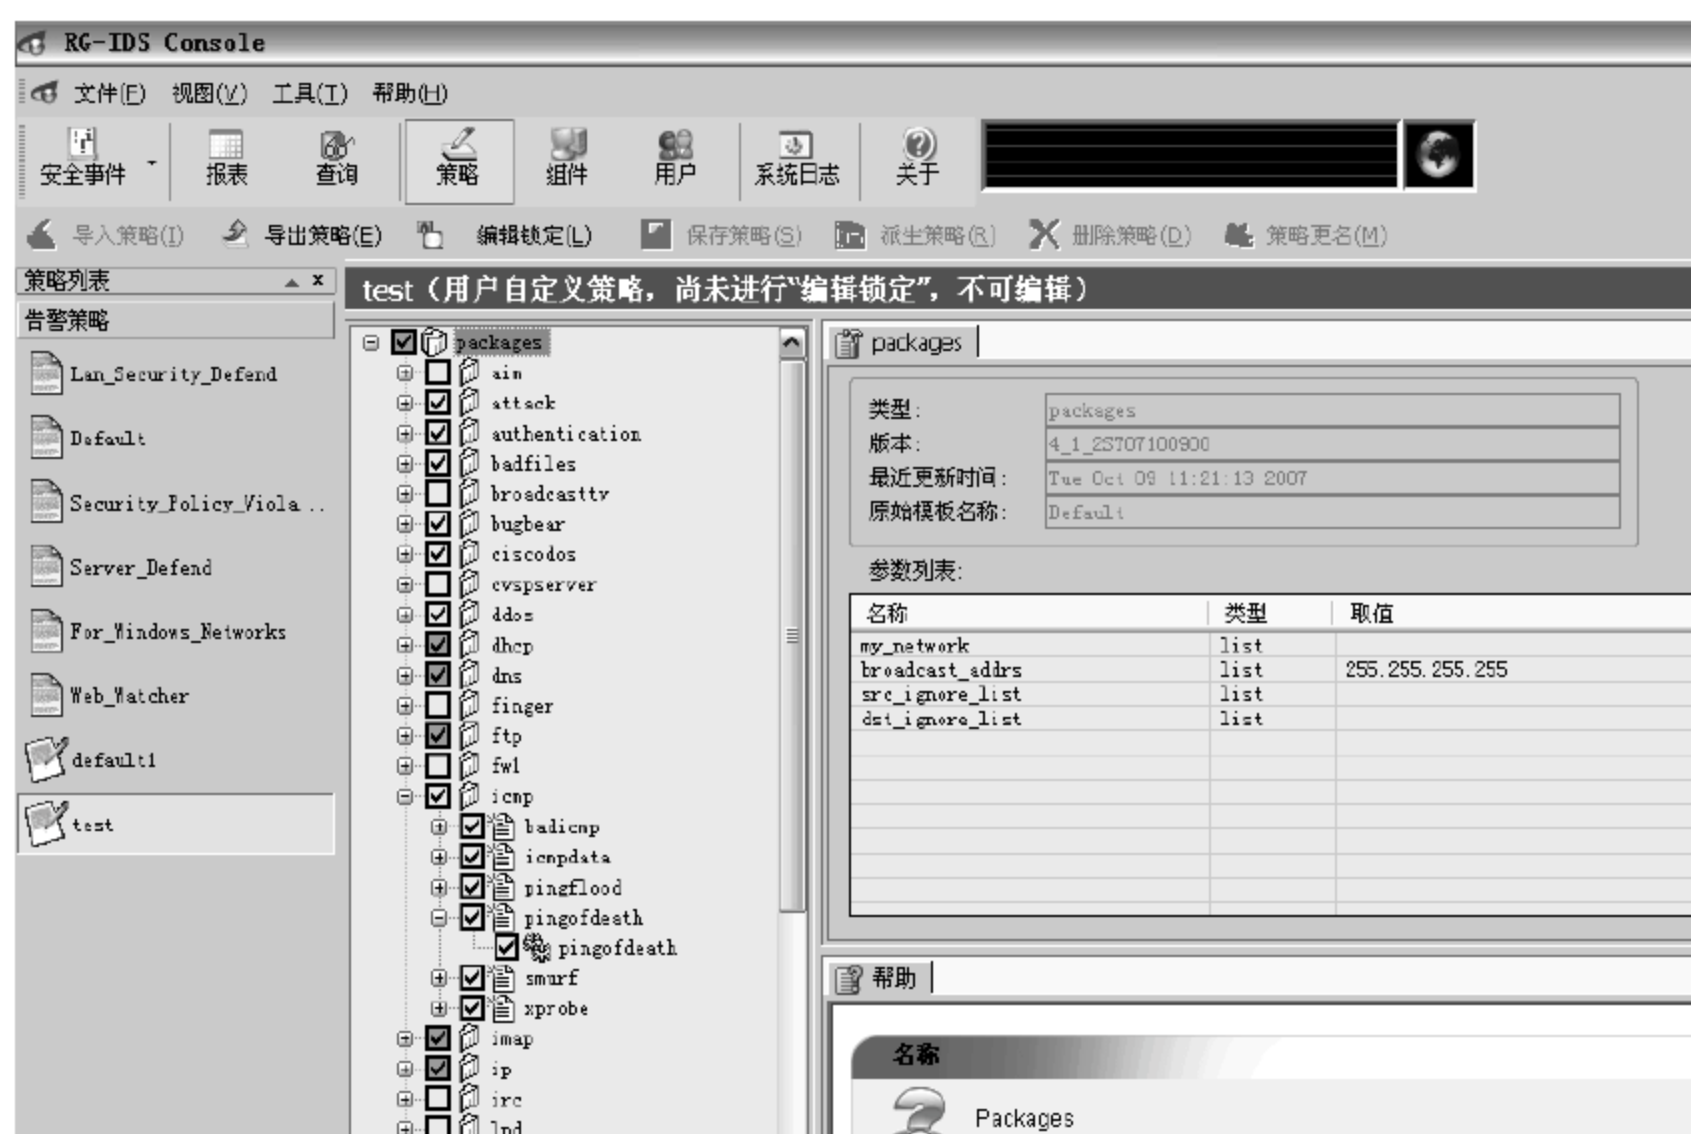 RG-IDS Console
文件(F) 视图(V) 工具(T) 帮助(H)
安全事件 报表 查询 策略 组件 用户 系统日志 关于
导入策略(I) 导出策略(E) 编辑锁定(L) 保存策略(S) 派生策略(R) 删除策略(D) 策略更名(M)
策略列表
告警策略
Lan_Security_Defend
Default
Security_Policy_Viola...
Server_Defend
For_Windows_Networks
Web_Watcher
default1
test
test（用户自定义策略，尚未进行“编辑锁定”，不可编辑）
packages
aim
attack
authentication
badfiles
broadcasttv
bugbear
ciscodos
cvspserver
ddos
dhcp
dns
finger
ftp
fw1
icmp
badicmp
icmpdata
pingflood
pingofdeath
pingofdeath
smurf
xprobe
imap
ip
irc
lpd
packages
类型: packages
版本: 4_1_2ST07100900
最近更新时间: Tue Oct 09 11:21:13 2007
原始模板名称: Default
参数列表:
名称 类型 取值
my_network list
broadcast_addrs list 255.255.255.255
src_ignore_list list
dst_ignore_list list
帮助
名称
Packages